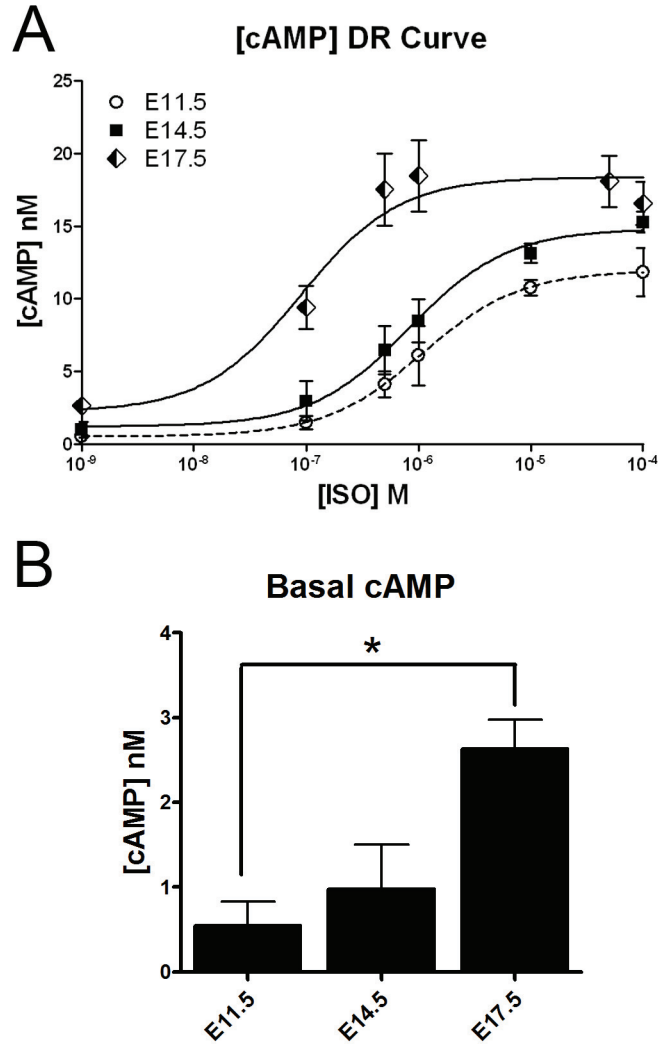 A
[cAMP] DR Curve
E11.5
E14.5
E17.5
[cAMP] nM
25
20
15
10
5
0
10⁻⁹
10⁻⁸
10⁻⁷
10⁻⁶
10⁻⁵
10⁻⁴
[ISO] M
B
Basal cAMP
*
[cAMP] nM
4
3
2
1
0
E11.5
E14.5
E17.5